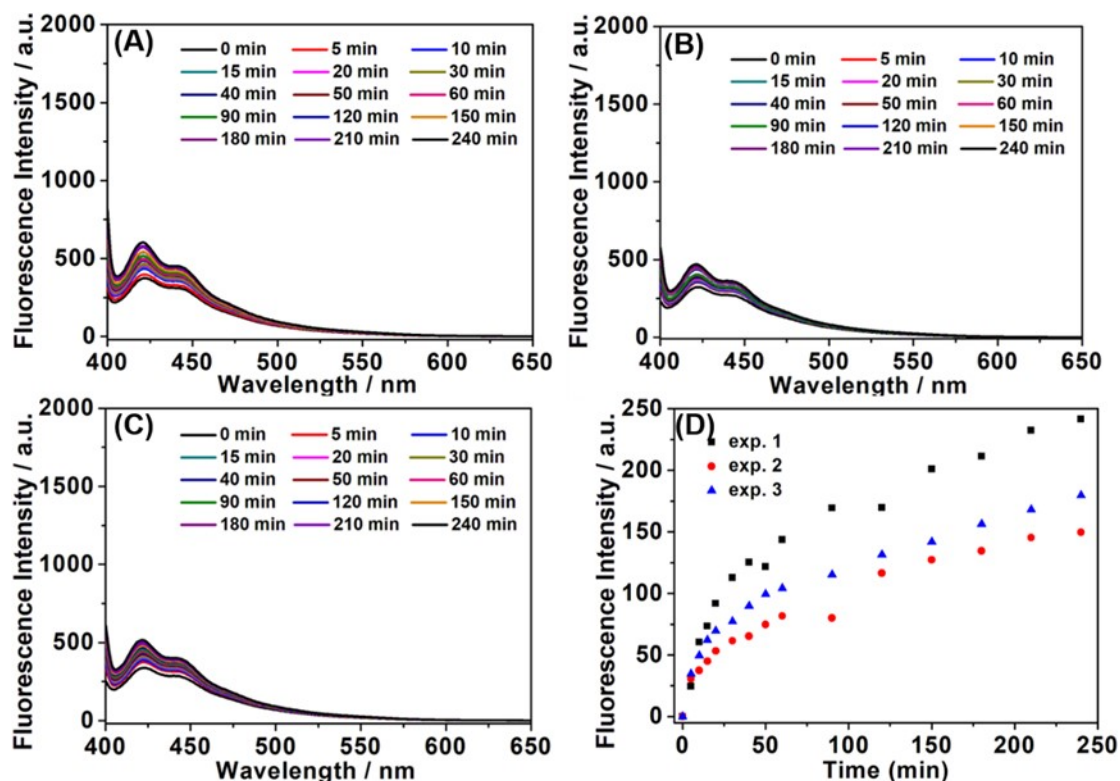 (A)
0 min 5 min 10 min
15 min 20 min 30 min
40 min 50 min 60 min
90 min 120 min 150 min
180 min 210 min 240 min
2000
1500
1000
500
0
Fluorescence Intensity / a.u.
400 450 500 550 600 650
Wavelength / nm
(B)
0 min 5 min 10 min
15 min 20 min 30 min
40 min 50 min 60 min
90 min 120 min 150 min
180 min 210 min 240 min
2000
1500
1000
500
0
Fluorescence Intensity / a.u.
400 450 500 550 600 650
Wavelength / nm
(C)
0 min 5 min 10 min
15 min 20 min 30 min
40 min 50 min 60 min
90 min 120 min 150 min
180 min 210 min 240 min
2000
1500
1000
500
0
Fluorescence Intensity / a.u.
400 450 500 550 600 650
Wavelength / nm
(D)
exp. 1
exp. 2
exp. 3
250
200
150
100
50
0
Fluorescence Intensity / a.u.
0 50 100 150 200 250
Time (min)